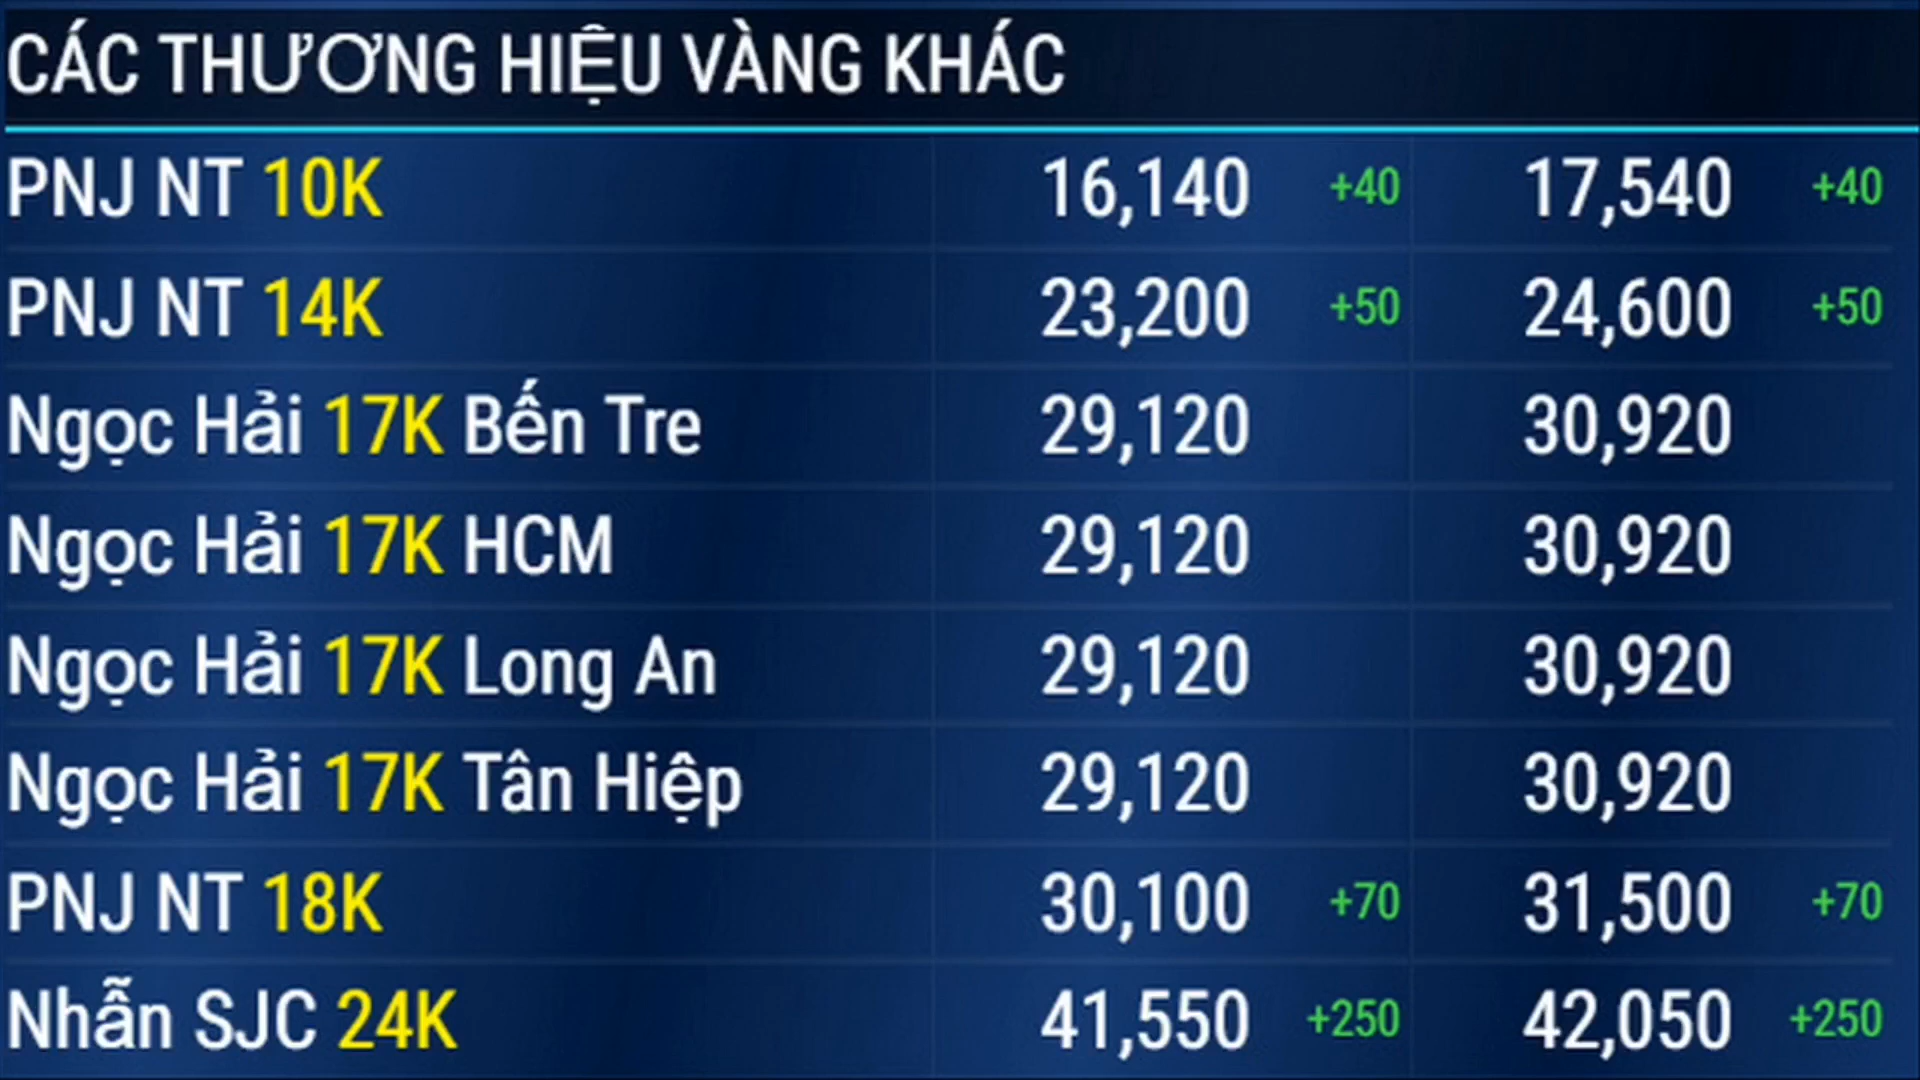 CÁC THƯƠNG HIỆU VÀNG KHÁC
PNJ NT 10K 16,140 +40 17,540 +40
PNJ NT 14K 23,200 +50 24,600 +50
Ngọc Hải 17K Bến Tre 29,120 30,920
Ngọc Hải 17K HCM 29,120 30,920
Ngọc Hải 17K Long An 29,120 30,920
Ngọc Hải 17K Tân Hiệp 29,120 30,920
PNJ NT 18K 30,100 +70 31,500 +70
Nhẫn SJC 24K 41,550 +250 42,050 +250